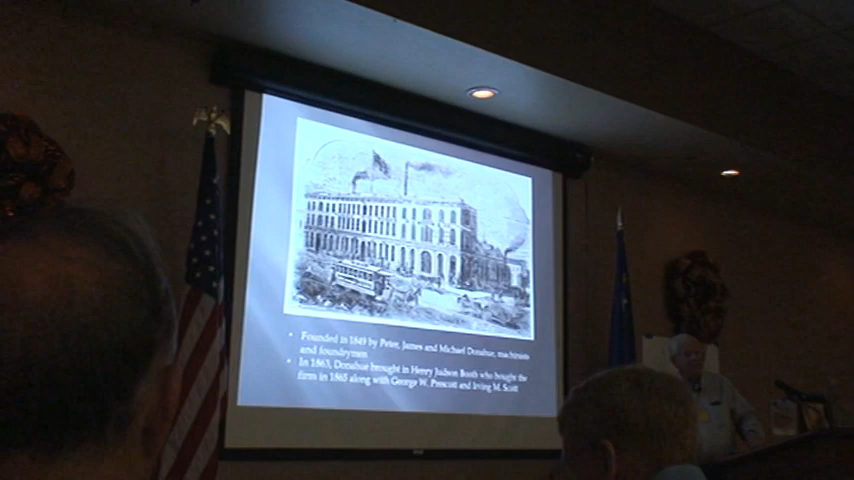 Founded in 1849 by Peter, James and Michael Donahue, machinists
and foundrymen
In 1863, Donahue brought in Henry Judson Booth who bought the
firm in 1865 along with George W. Prescott and Irving M. Scott